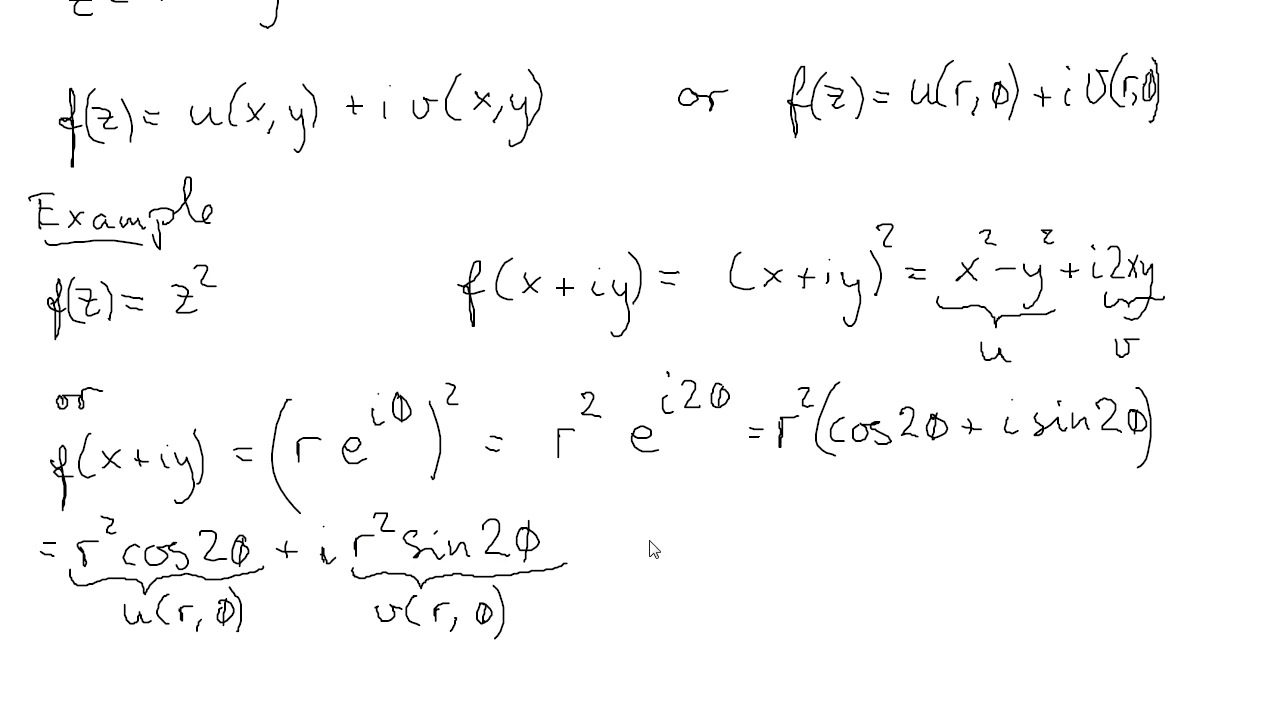 f(z) = u(x, y) + i v(x, y) or f(z) = u(r, θ) + i v(r, θ)
Example
f(z) = z² f(x + iy) = (x + iy)² = x² - y² + i 2xy
u v
or
f(x + iy) = (r e^{iθ})² = r² e^{i2θ} = r²(cos 2θ + i sin 2θ)
= r² cos 2θ + i r² sin 2θ
u(r, θ) v(r, θ)